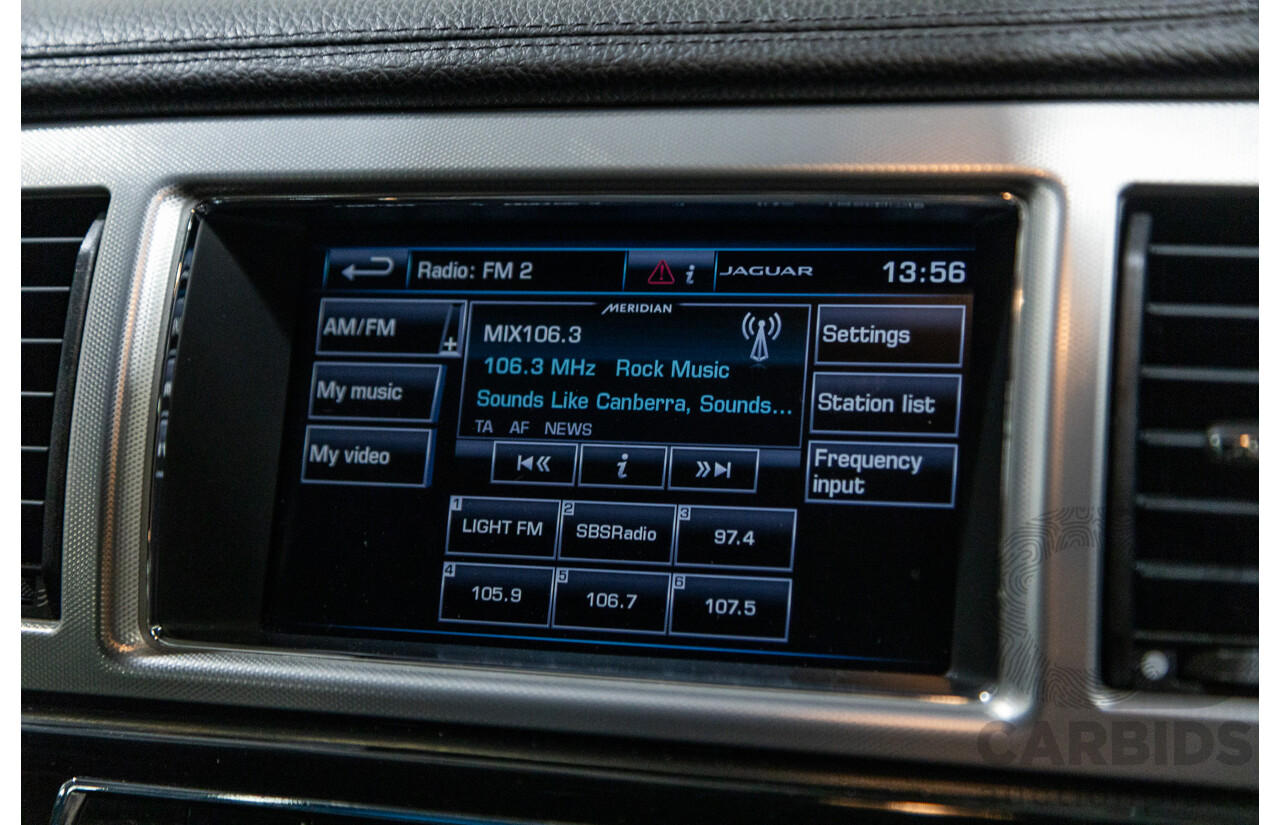 Radio: FM 2
i
JAGUAR
13:56
AM/FM
+
My music
My video
MERIDIAN
MIX106.3
106.3 MHz Rock Music
Sounds Like Canberra, Sounds...
TA AF NEWS
i
Settings
Station list
Frequency
input
1
LIGHT FM
2
SBSRadio
3
97.4
4
105.9
5
106.7
6
107.5
CARBIDS